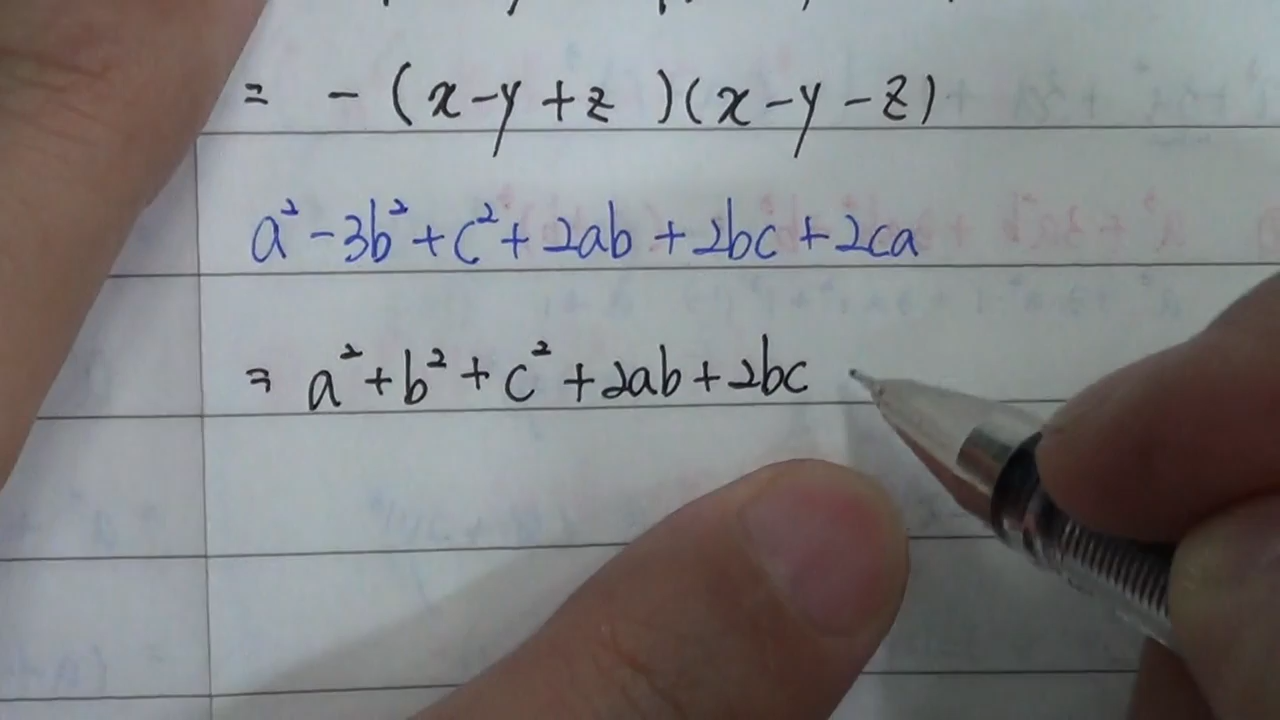 = -(x-y+z)(x-y-z)
a²-3b²+c²+2ab+2bc+2ca
= a²+b²+c²+2ab+2bc